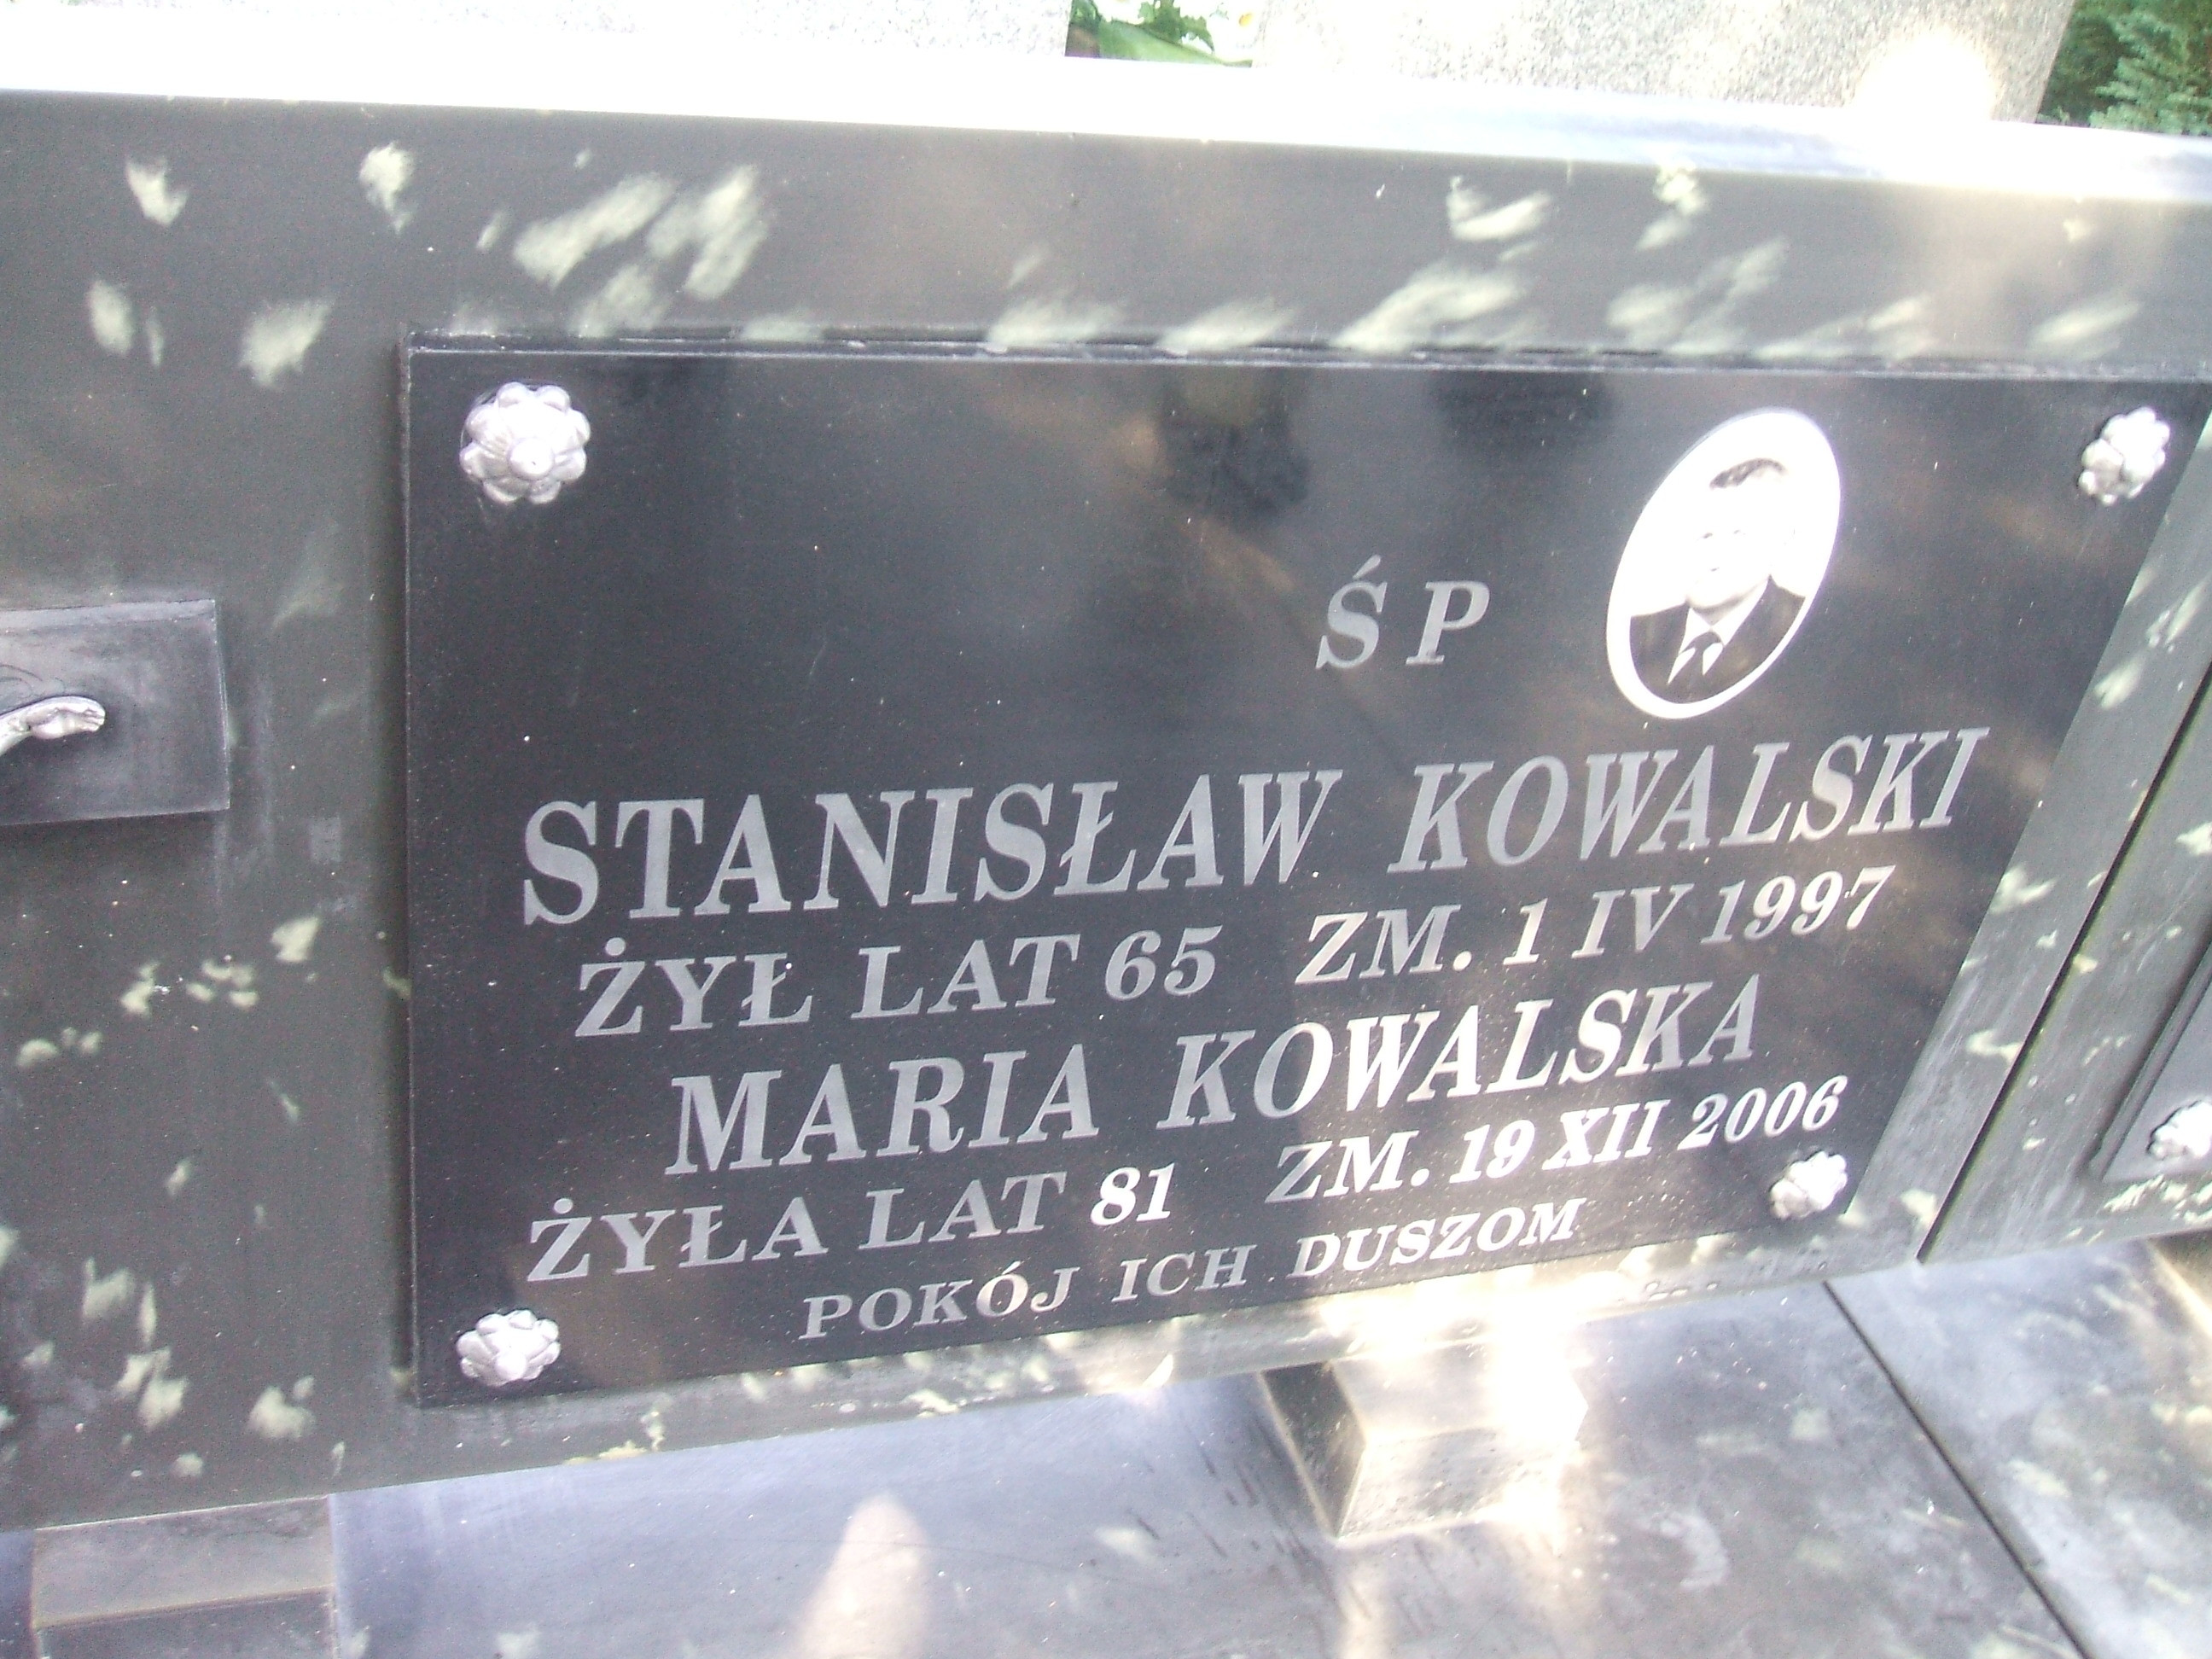 ŚP
STANISŁAW KOWALSKI
ŻYŁ LAT 65 ZM. 1 IV 1997
MARIA KOWALSKA
ŻYŁA LAT 81 ZM. 19 XII 2006
POKÓJ ICH DUSZOM